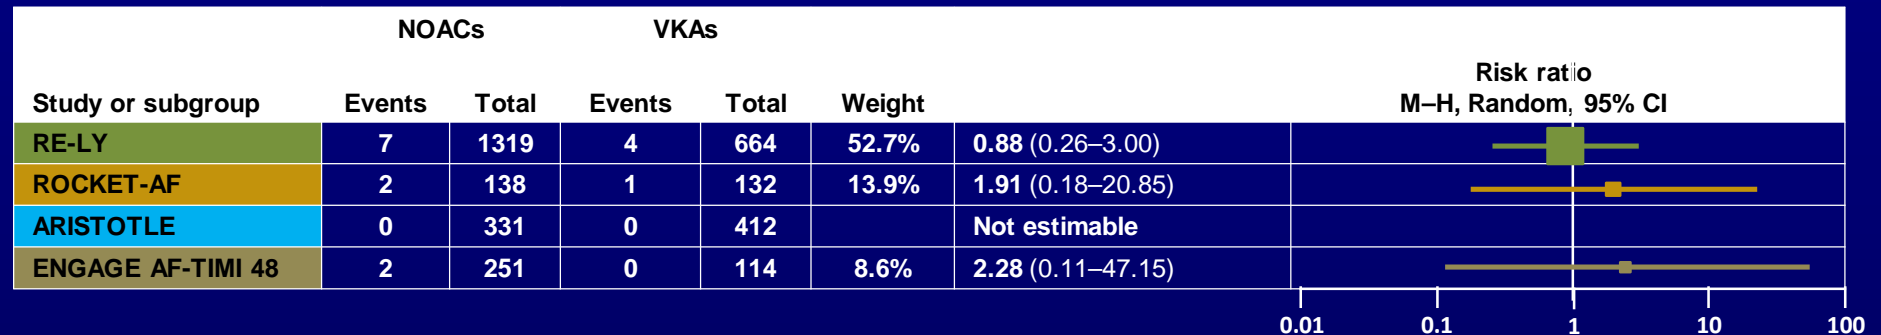 NOACs VKAs
Risk ratio
Study or subgroup Events Total Events Total Weight M–H, Random, 95% CI
RE-LY 7 1319 4 664 52.7% 0.88 (0.26–3.00)
ROCKET-AF 2 138 1 132 13.9% 1.91 (0.18–20.85)
ARISTOTLE 0 331 0 412 Not estimable
ENGAGE AF-TIMI 48 2 251 0 114 8.6% 2.28 (0.11–47.15)
0.01 0.1 1 10 100